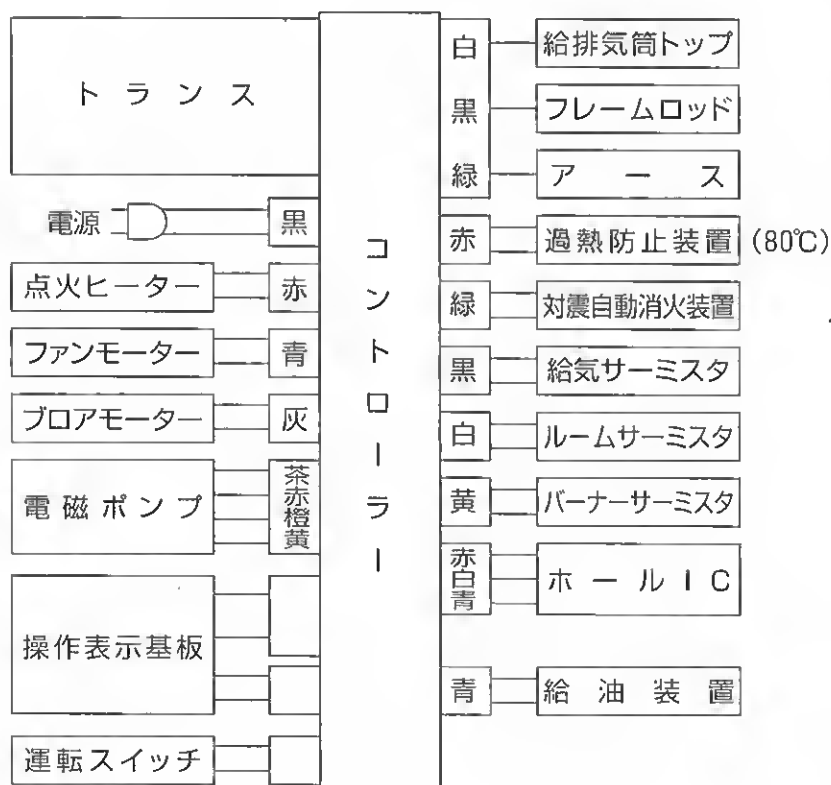 トランス
電源
黒
点火ヒーター
赤
ファンモーター
青
ブロアモーター
灰
電磁ポンプ
茶
赤
橙
黄
操作表示基板
運転スイッチ
コントローラー
白
給排気筒トップ
黒
フレームロッド
緑
アース
赤
過熱防止装置 (80℃)
緑
対震自動消火装置
黒
給気サーミスタ
白
ルームサーミスタ
黄
バーナーサーミスタ
赤
白
青
ホールIC
青
給油装置